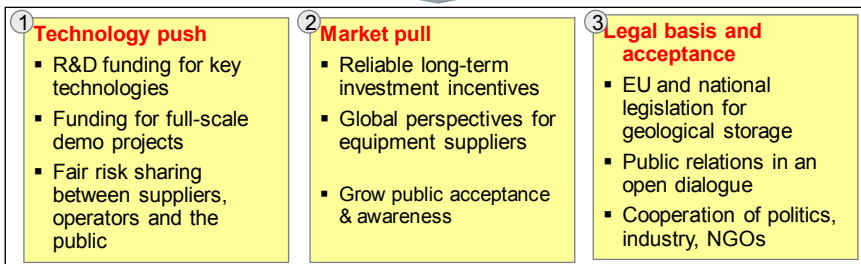 1
Technology push
▪ R&D funding for key
technologies
▪ Funding for full-scale
demo projects
▪ Fair risk sharing
between suppliers,
operators and the
public
2
Market pull
▪ Reliable long-term
investment incentives
▪ Global perspectives for
equipment suppliers
▪ Grow public acceptance
& awareness
3
Legal basis and
acceptance
▪ EU and national
legislation for
geological storage
▪ Public relations in an
open dialogue
▪ Cooperation of politics,
industry, NGOs